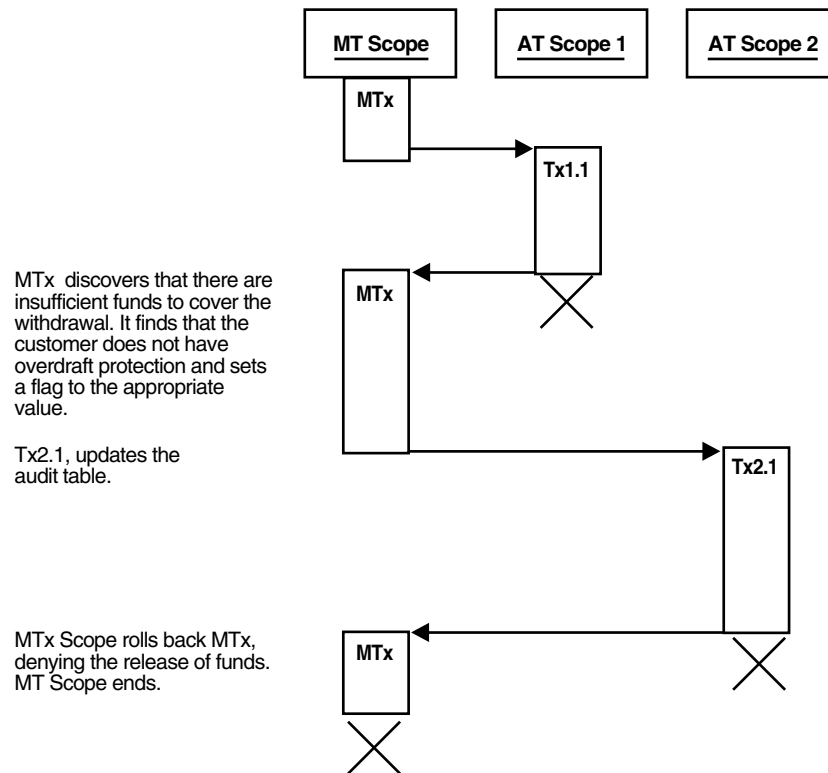 MT Scope
AT Scope 1
AT Scope 2
MTx
Tx1.1
MTx discovers that there are
insufficient funds to cover the
withdrawal. It finds that the
customer does not have
overdraft protection and sets
a flag to the appropriate
value.
MTx
Tx2.1, updates the
audit table.
Tx2.1
MTx Scope rolls back MTx,
denying the release of funds.
MT Scope ends.
MTx